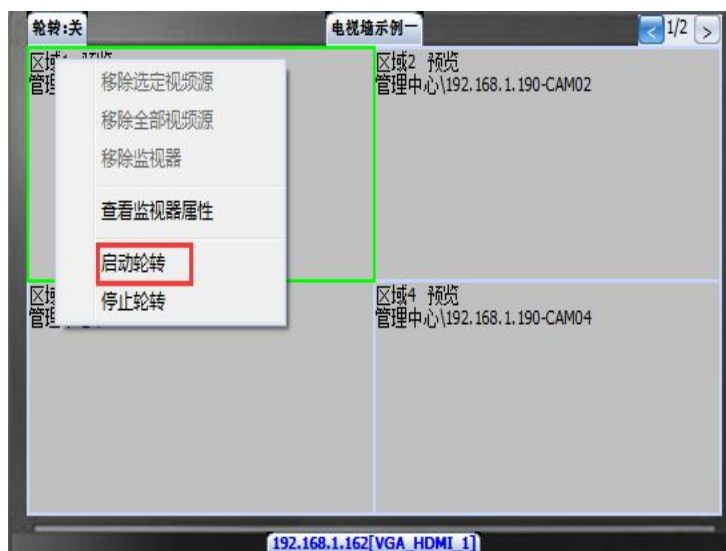 轮转:关
电视墙示例一
< 1/2 >
区域2 预览
管理中心\192.168.1.190-CAM02
移除选定视频源
移除全部视频源
移除监视器
查看监视器属性
启动轮转
停止轮转
区域4 预览
管理中心\192.168.1.190-CAM04
192.168.1.162[VGA_HDMI_1]